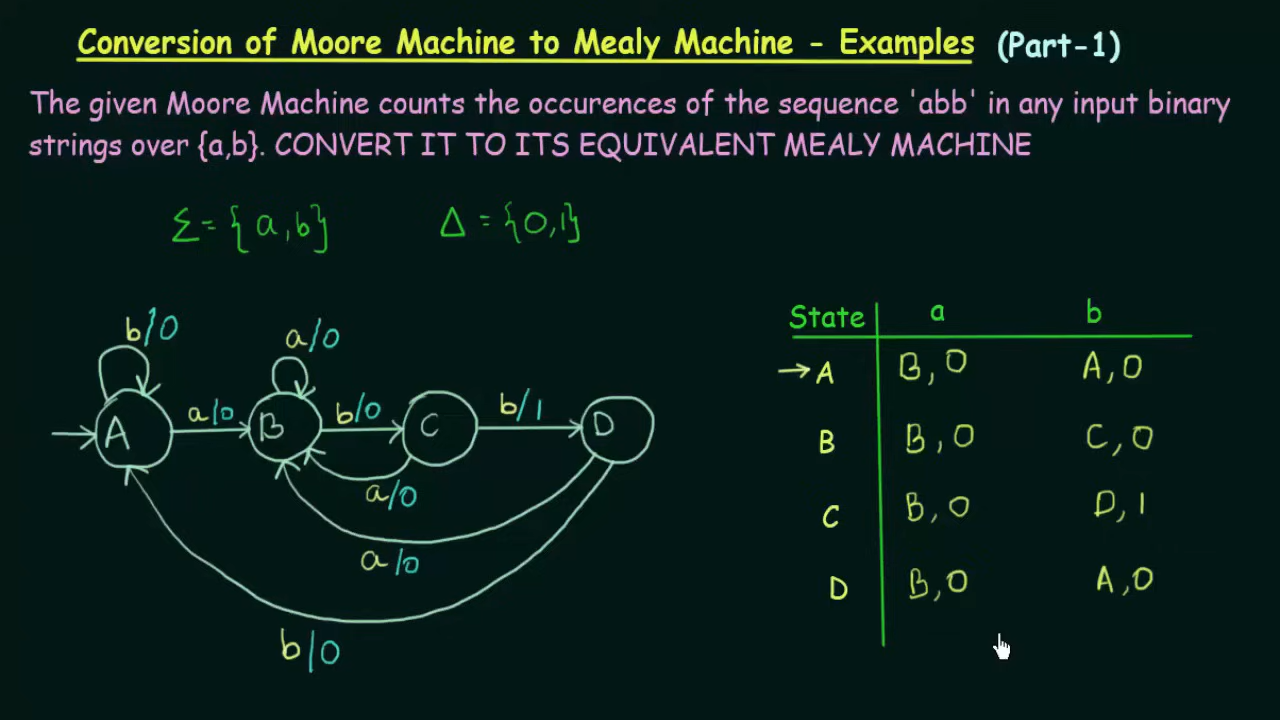 Conversion of Moore Machine to Mealy Machine - Examples (Part-1)
The given Moore Machine counts the occurences of the sequence 'abb' in any input binary
strings over {a,b}. CONVERT IT TO ITS EQUIVALENT MEALY MACHINE
Σ = {a,b} Δ = {0,1}
b/0
a/0
A
a/0
B
b/0
C
b/1
D
a/0
a/0
b/0
State a b
→ A B,0 A,0
B B,0 C,0
C B,0 D,1
D B,0 A,0